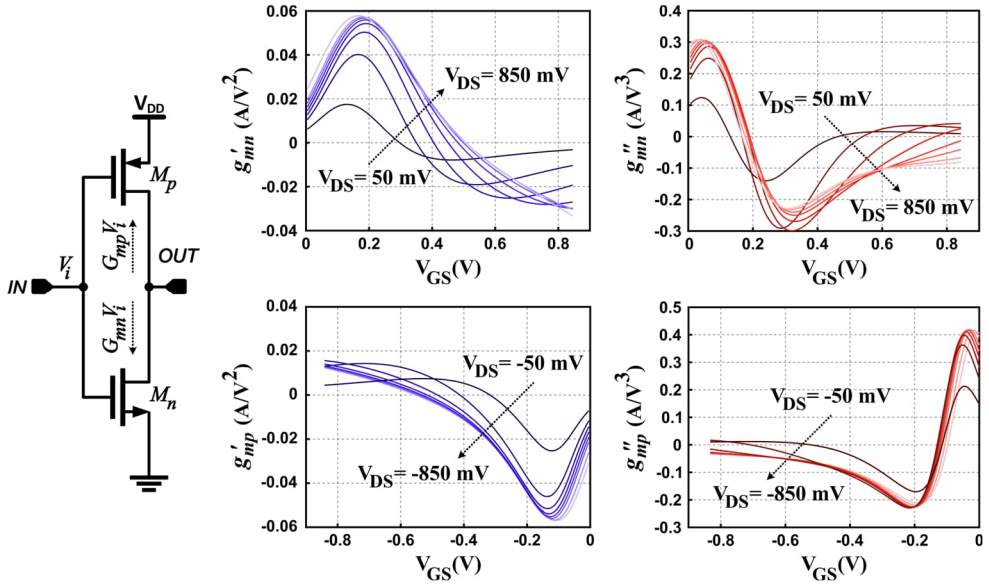 V_DD
M_p
G_mp V_i
V_i
OUT
IN
G_mn V_i
M_n
g'_mn (A/V^2)
0.06
0.04
0.02
0
-0.02
-0.04
V_DS= 850 mV
V_DS= 50 mV
0 0.2 0.4 0.6 0.8
V_GS(V)
g''_mn (A/V^3)
0.4
0.3
0.2
0.1
0
-0.1
-0.2
-0.3
V_DS= 50 mV
V_DS= 850 mV
0 0.2 0.4 0.6 0.8
V_GS(V)
g'_mp (A/V^2)
0.04
0.02
0
-0.02
-0.04
-0.06
V_DS= -50 mV
V_DS= -850 mV
-0.8 -0.6 -0.4 -0.2 0
V_GS(V)
g''_mp (A/V^3)
0.5
0.4
0.3
0.2
0.1
0
-0.1
-0.2
-0.3
V_DS= -50 mV
V_DS= -850 mV
-0.8 -0.6 -0.4 -0.2 0
V_GS(V)